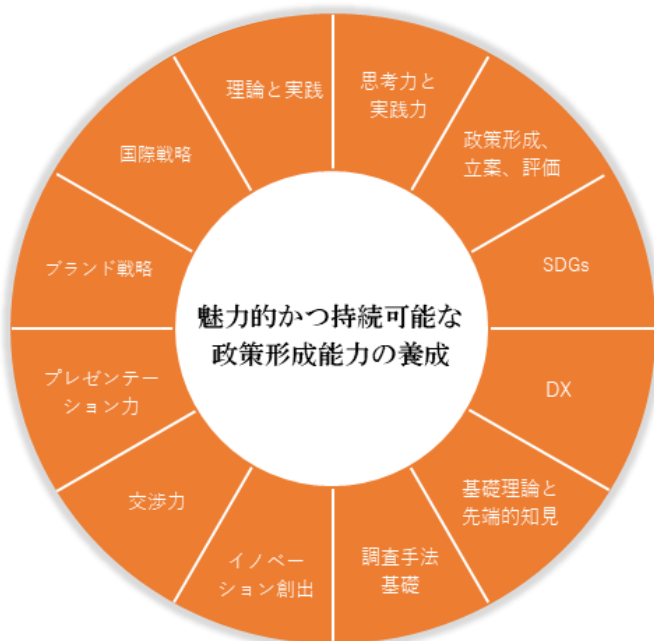 思考力と
実践力
政策形成、
立案、評価
SDGs
DX
基礎理論と
先端的知見
調査手法
基礎
イノベー
ション創出
交渉力
プレゼンテー
ション力
ブランド戦略
国際戦略
理論と実践
魅力的かつ持続可能な
政策形成能力の養成